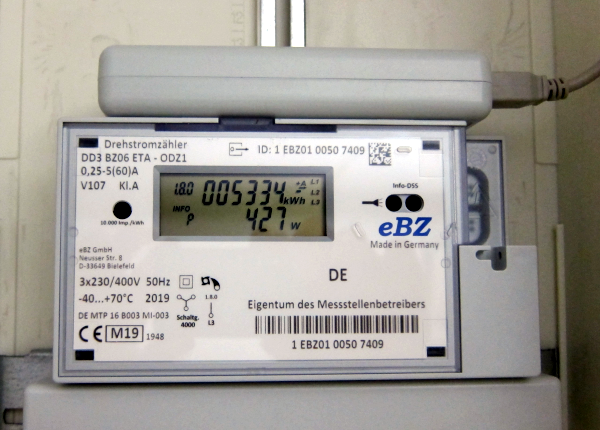 Drehstromzähler
DD3 BZ06 ETA - ODZ1
0,25-5(60)A
V107 Kl.A
ID: 1 EBZ01 0050 7409
1.8.0 005334 kWh
L1
L2
L3
INFO
P 427 W
10.000 Imp./kWh
Info-DSS
eBZ
Made in Germany
eBZ GmbH
Neusser Str. 8
D-33649 Bielefeld
3x230/400V 50Hz
-40...+70°C 2019
Schaltg.
4000
1.8.0
L3
DE MTP 16 B003 MI-003
CE M19 1948
DE
Eigentum des Messstellenbetreibers
1 EBZ01 0050 7409